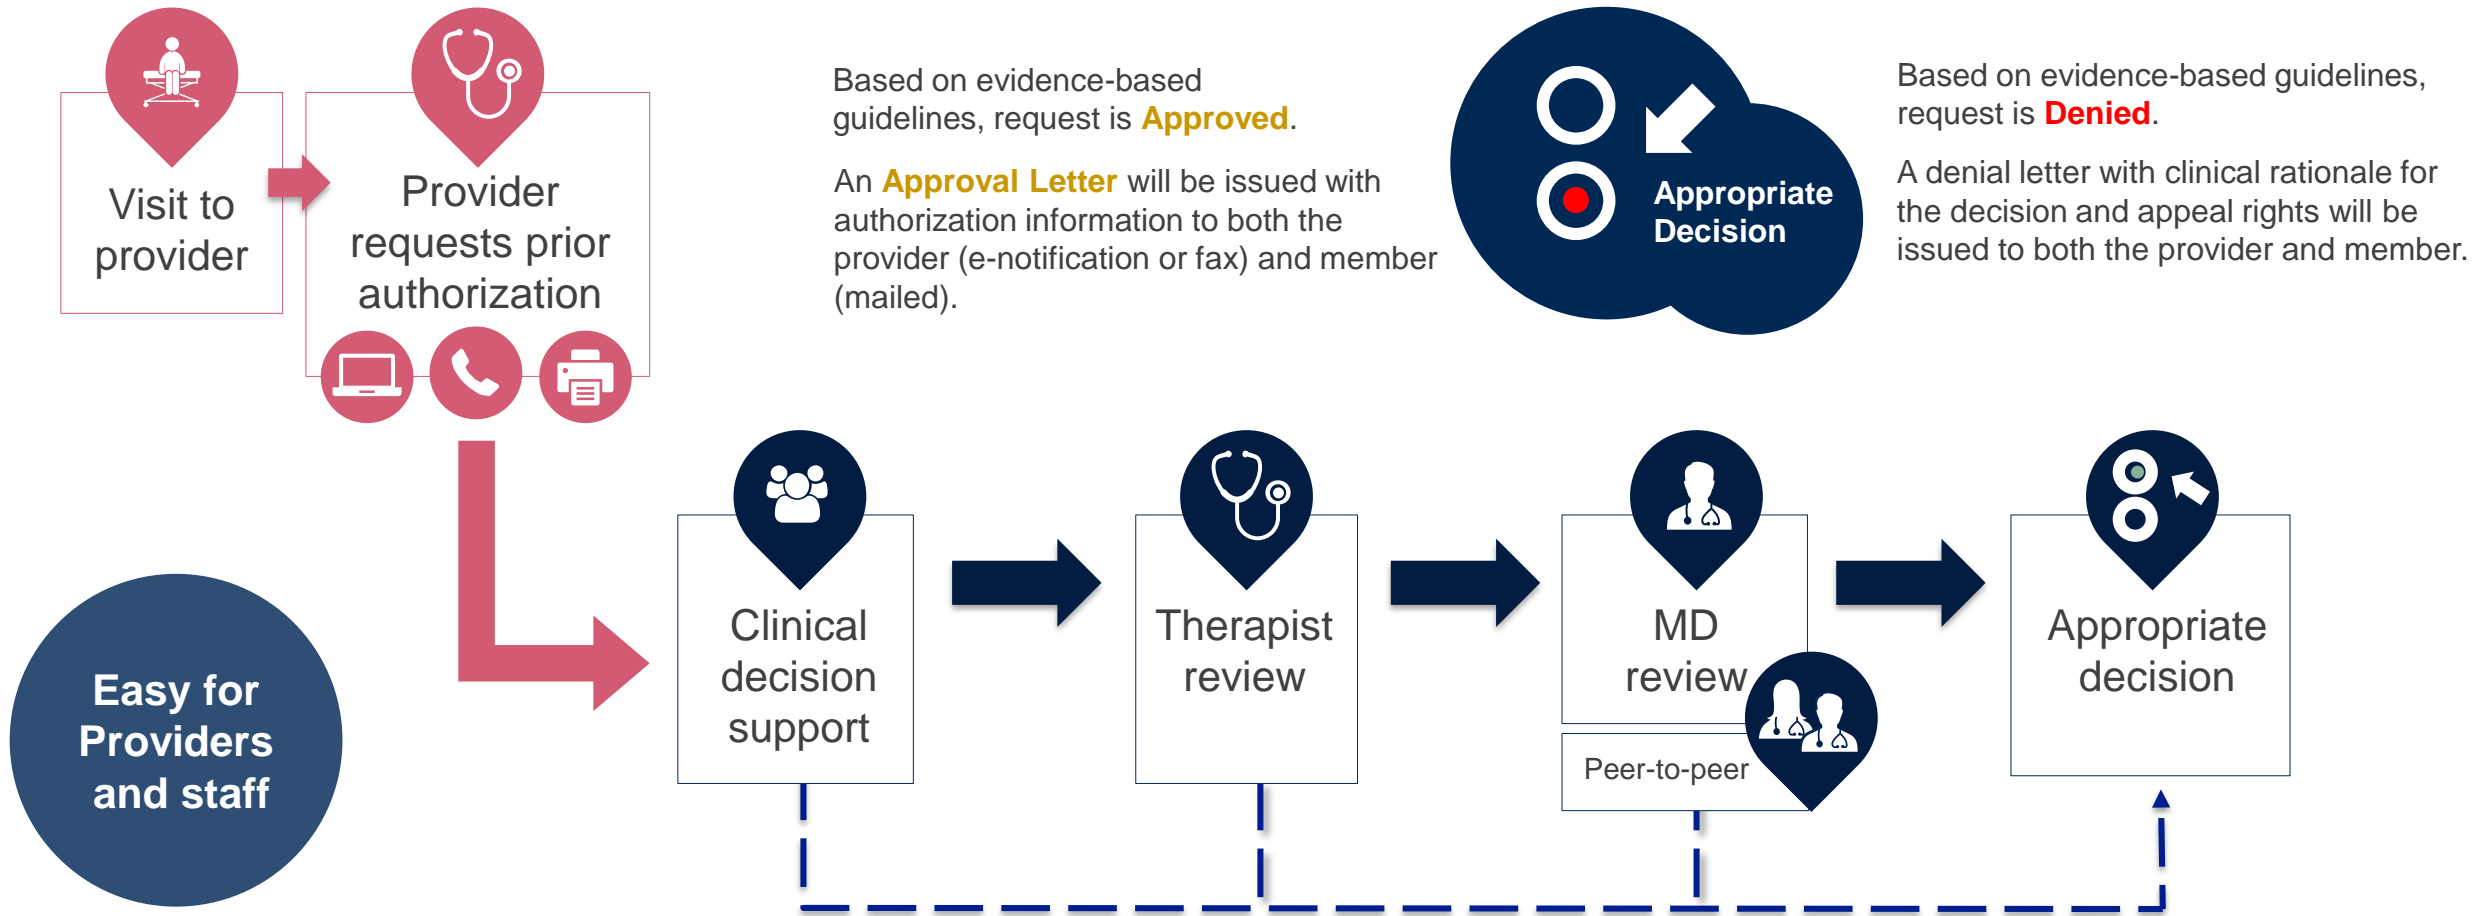 Visit to
provider
Provider
requests prior
authorization
Based on evidence-based
guidelines, request is Approved.
An Approval Letter will be issued with
authorization information to both the
provider (e-notification or fax) and member
(mailed).
Appropriate
Decision
Based on evidence-based guidelines,
request is Denied.
A denial letter with clinical rationale for
the decision and appeal rights will be
issued to both the provider and member.
Easy for
Providers
and staff
Clinical
decision
support
Therapist
review
MD
review
Peer-to-peer
Appropriate
decision